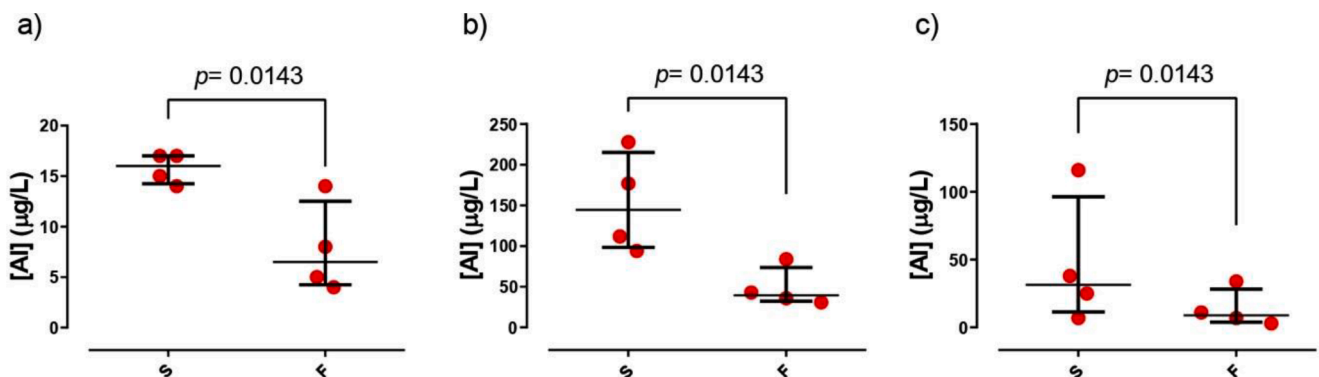 a)
p= 0.0143
20
15
10
5
0
[Al] (µg/L)
S
F
b)
p= 0.0143
250
200
150
100
50
0
[Al] (µg/L)
S
F
c)
p= 0.0143
150
100
50
0
[Al] (µg/L)
S
F